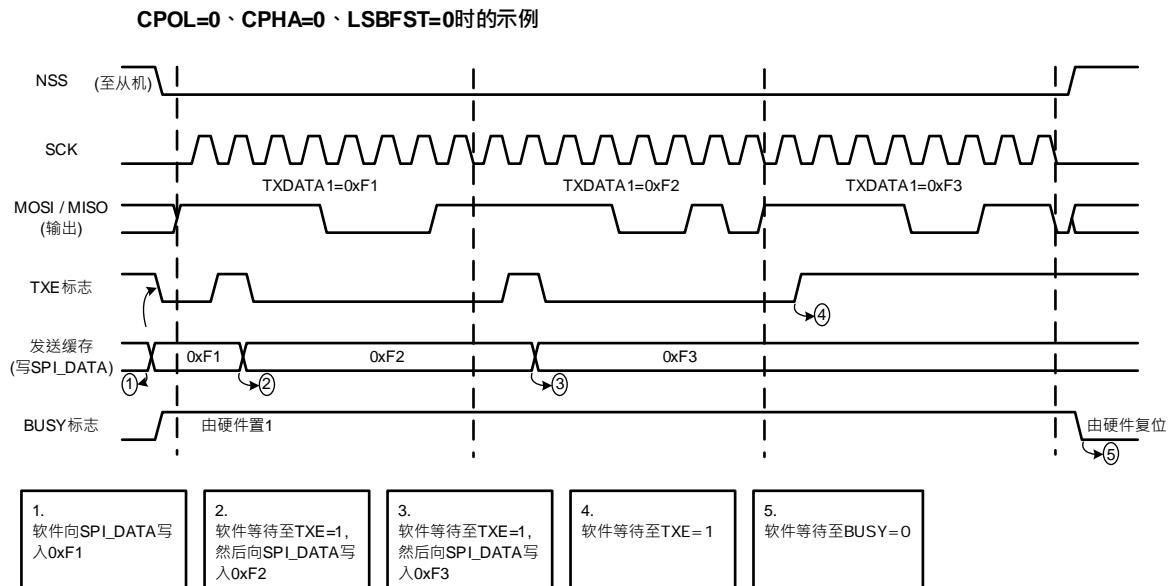 CPOL=0、CPHA=0、LSBFST=0时的示例
NSS (至从机)
SCK
TXDATA1=0xF1
TXDATA1=0xF2
TXDATA1=0xF3
MOSI / MISO
(输出)
TXE标志
④
发送缓存
(写SPI_DATA)
0xF1
0xF2
0xF3
①
②
③
BUSY标志
由硬件置1
由硬件复位
⑤
1.
软件向SPI_DATA写
入0xF1
2.
软件等待至TXE=1,
然后向SPI_DATA写
入0xF2
3.
软件等待至TXE=1,
然后向SPI_DATA写
入0xF3
4.
软件等待至TXE=1
5.
软件等待至BUSY=0